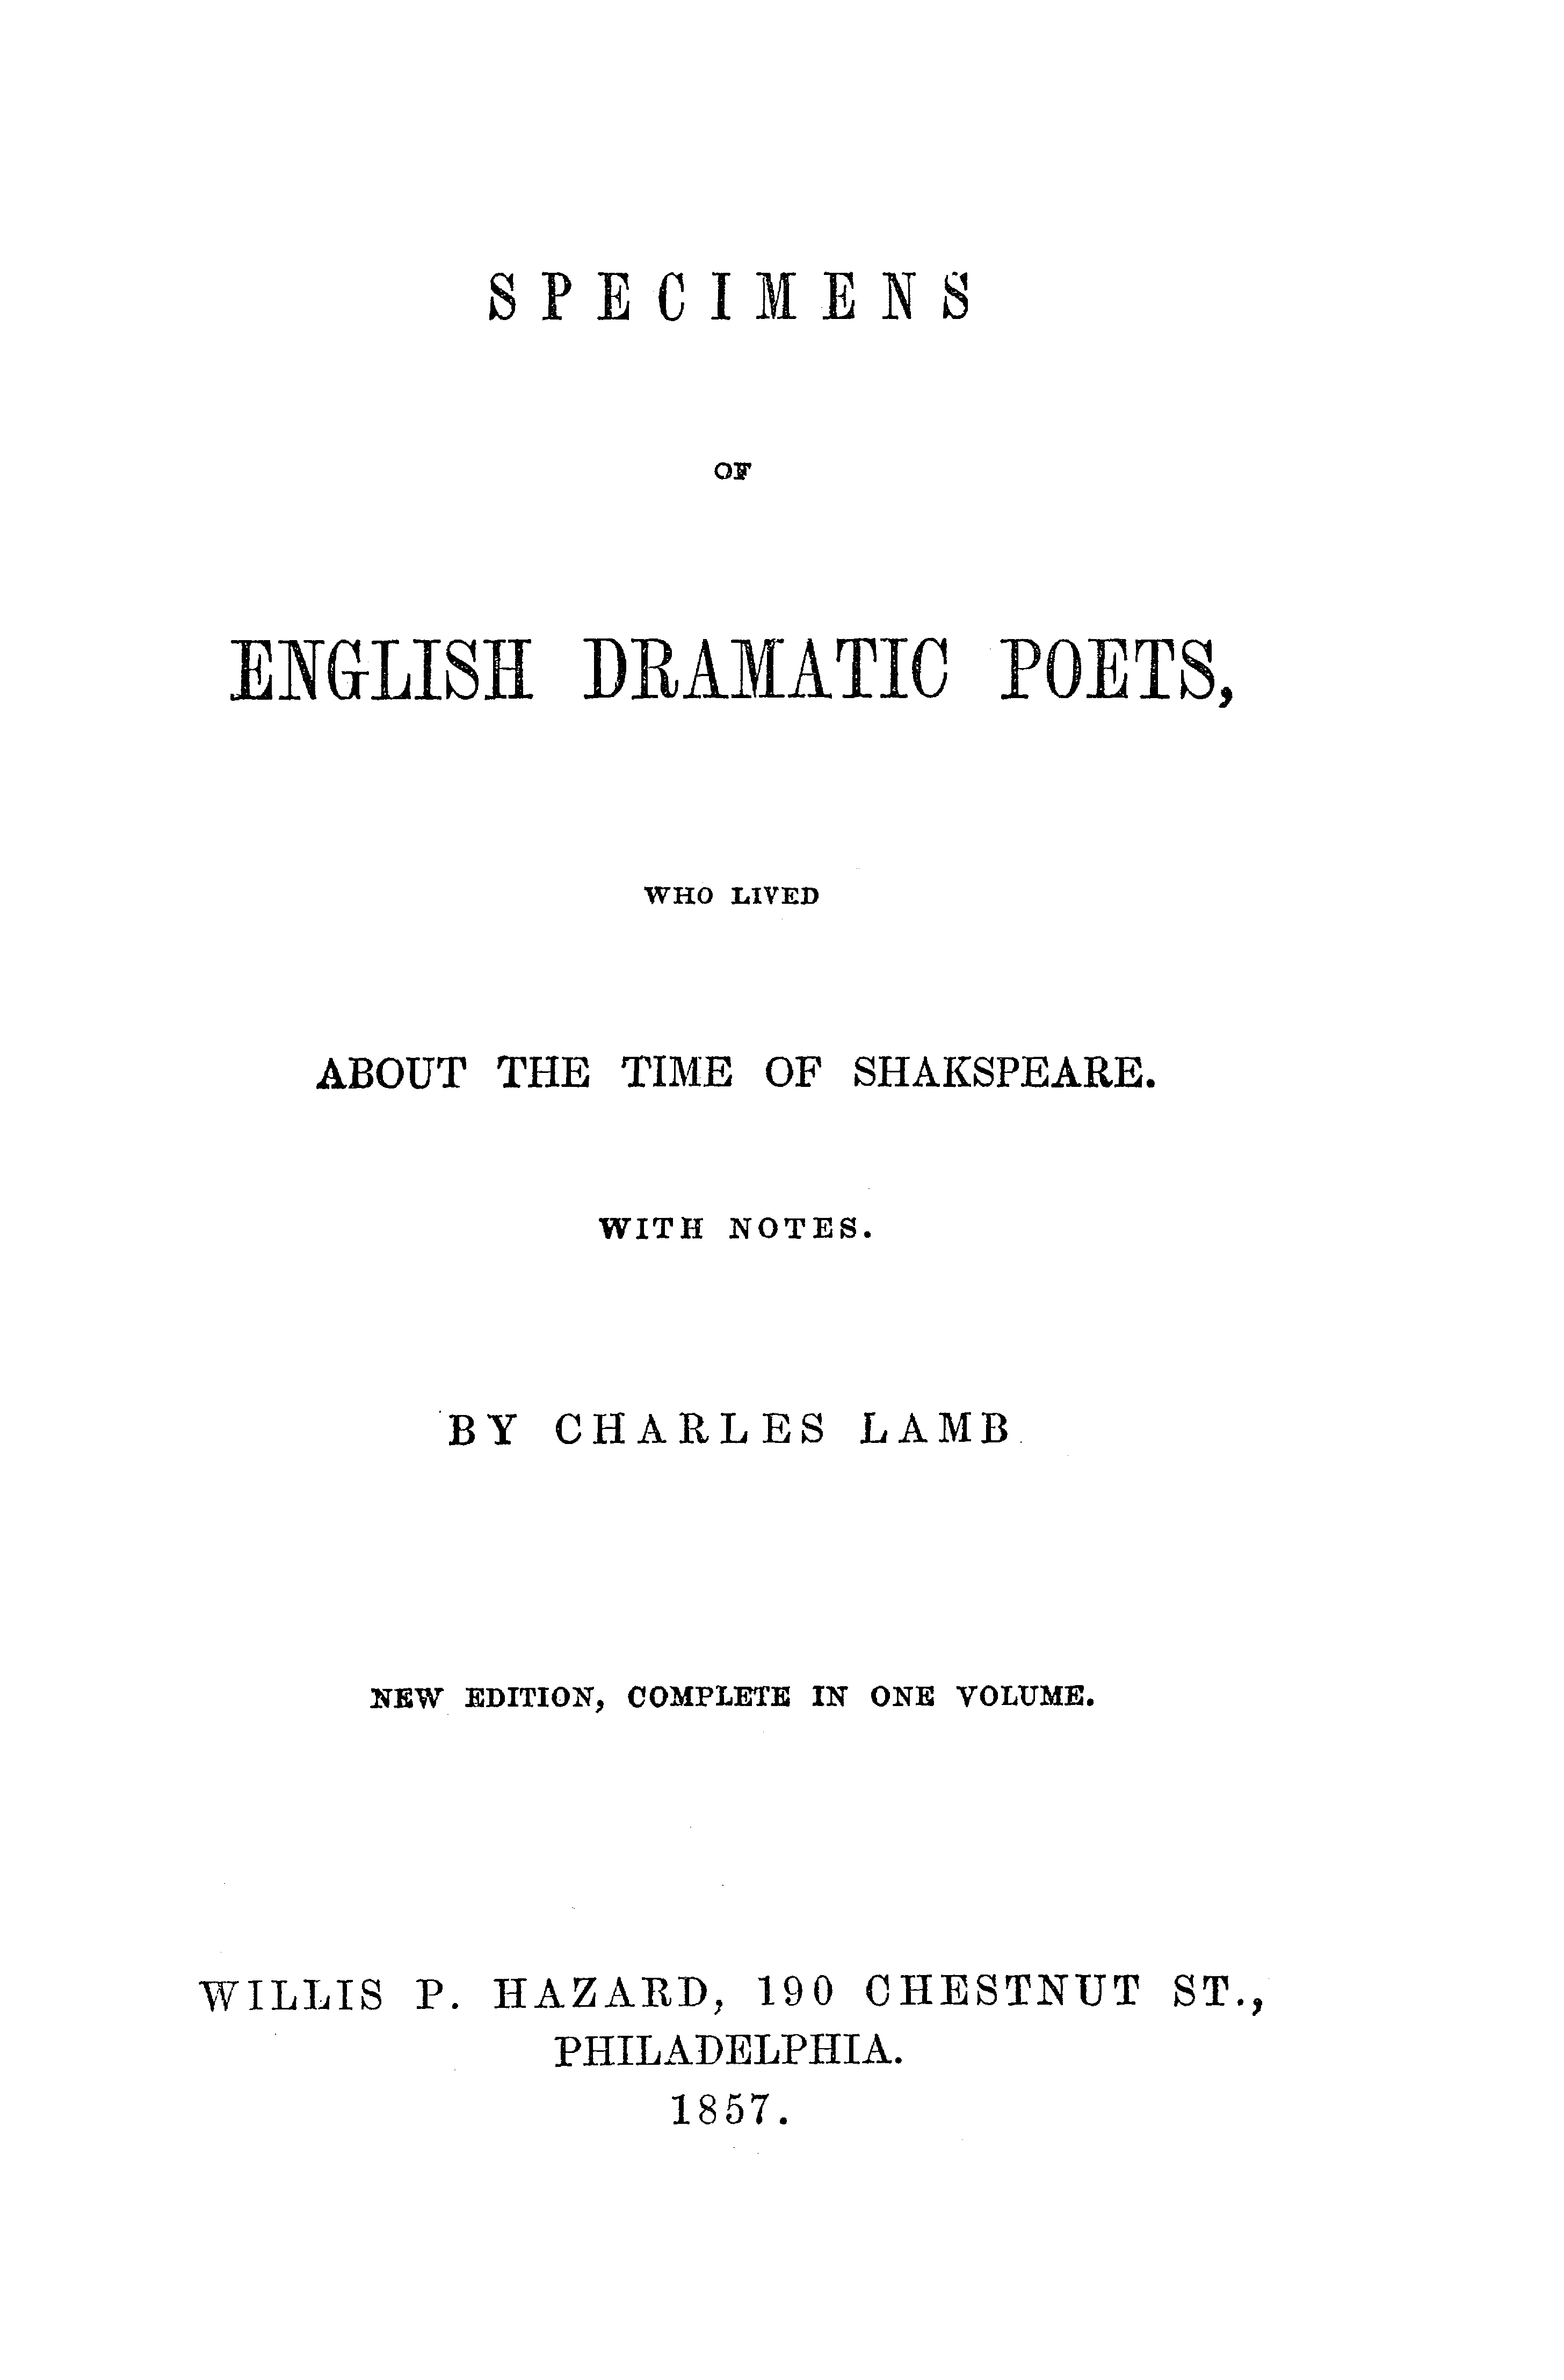 SPECIMENS
OF
ENGLISH DRAMATIC POETS,
WHO LIVED
ABOUT THE TIME OF SHAKSPEARE.
WITH NOTES.
BY CHARLES LAMB.
NEW EDITION, COMPLETE IN ONE VOLUME.
WILLIS P. HAZARD, 190 CHESTNUT ST.,
PHILADELPHIA.
1857.